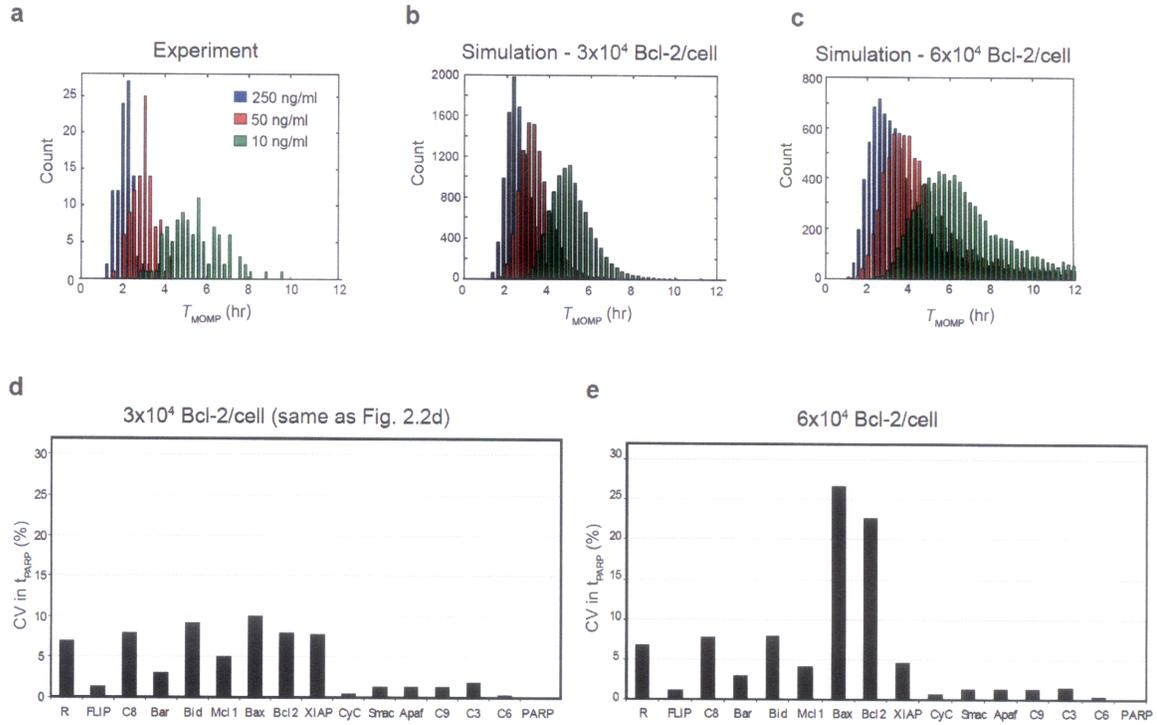 a
Experiment
25
20
15
10
5
0
Count
250 ng/ml
50 ng/ml
10 ng/ml
0 2 4 6 8 10 12
TMOMP (hr)
b
Simulation - 3x10⁴ Bcl-2/cell
2000
1600
1200
800
400
0
Count
0 2 4 6 8 10 12
TMOMP (hr)
c
Simulation - 6x10⁴ Bcl-2/cell
800
600
400
200
0
Count
0 2 4 6 8 10 12
TMOMP (hr)
d
3x10⁴ Bcl-2/cell (same as Fig. 2.2d)
30
25
20
15
10
5
0
CV in tPARP (%)
R FLIP C8 Bar Bid Mcl1 Bax Bcl2 XIAP CyC Smac Apaf C9 C3 C6 PARP
e
6x10⁴ Bcl-2/cell
30
25
20
15
10
5
0
CV in tPARP (%)
R FLIP C8 Bar Bid Mcl1 Bax Bcl2 XIAP CyC Smac Apaf C9 C3 C6 PARP